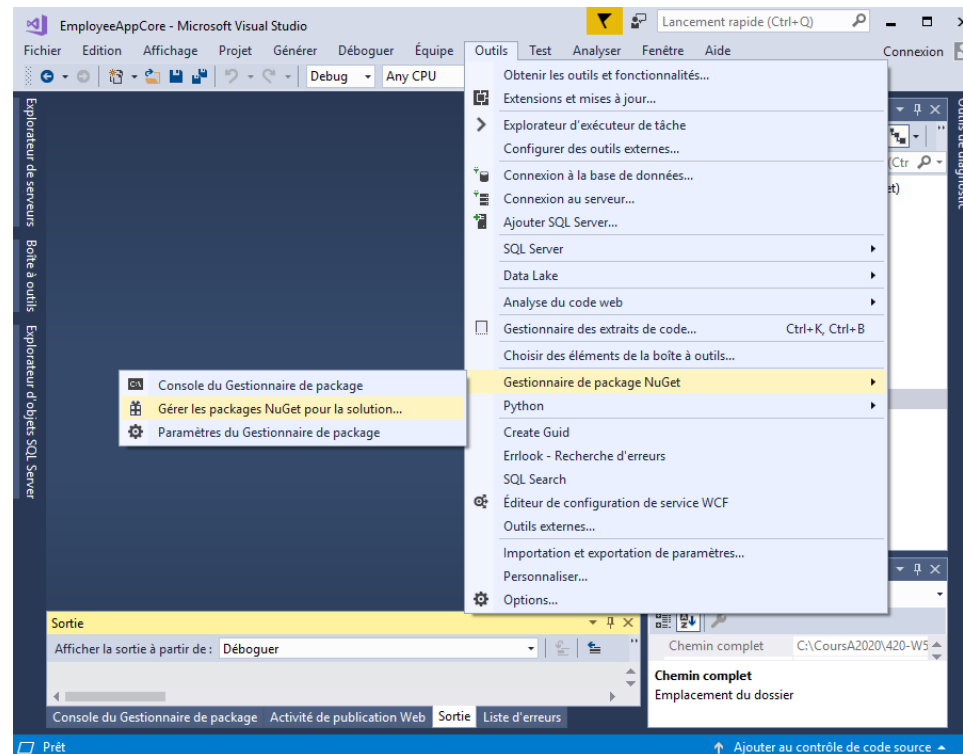 EmployeeAppCore - Microsoft Visual Studio
Lancement rapide (Ctrl+Q)
Fichier Edition Affichage Projet Générer Déboguer Équipe Outils Test Analyser Fenêtre Aide
Connexion
Debug
Any CPU
Explorateur de serveurs
Boîte à outils
Explorateur d'objets SQL Server
Obtenir les outils et fonctionnalités...
Extensions et mises à jour...
Explorateur d'exécuteur de tâche
Configurer des outils externes...
Connexion à la base de données...
Connexion au serveur...
Ajouter SQL Server...
SQL Server
Data Lake
Analyse du code web
Gestionnaire des extraits de code... Ctrl+K, Ctrl+B
Choisir des éléments de la boîte à outils...
Gestionnaire de package NuGet
Python
Create Guid
Errlook - Recherche d'erreurs
SQL Search
Éditeur de configuration de service WCF
Outils externes...
Importation et exportation de paramètres...
Personnaliser...
Options...
Console du Gestionnaire de package
Gérer les packages NuGet pour la solution...
Paramètres du Gestionnaire de package
(Ctr
et)
Outils de diagnostic
Sortie
Afficher la sortie à partir de : Déboguer
Console du Gestionnaire de package Activité de publication Web Sortie Liste d'erreurs
Chemin complet C:\CoursA2020\420-W5
Chemin complet
Emplacement du dossier
Prêt
Ajouter au contrôle de code source